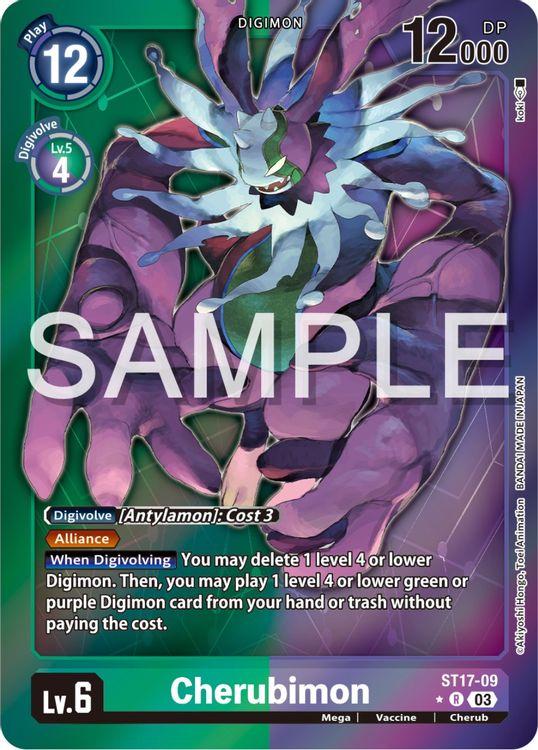 DIGIMON
Play
12
12000
DP
Digivolve
Lv.5
4
koki
SAMPLE
Digivolve [Antylamon]: Cost 3
Alliance
When Digivolving You may delete 1 level 4 or lower
Digimon. Then, you may play 1 level 4 or lower green or
purple Digimon card from your hand or trash without
paying the cost.
©Akiyoshi Hongo, Toei Animation BANDAI MADE IN JAPAN
Lv.6
Cherubimon
ST17-09
R 03
Mega | Vaccine | Cherub